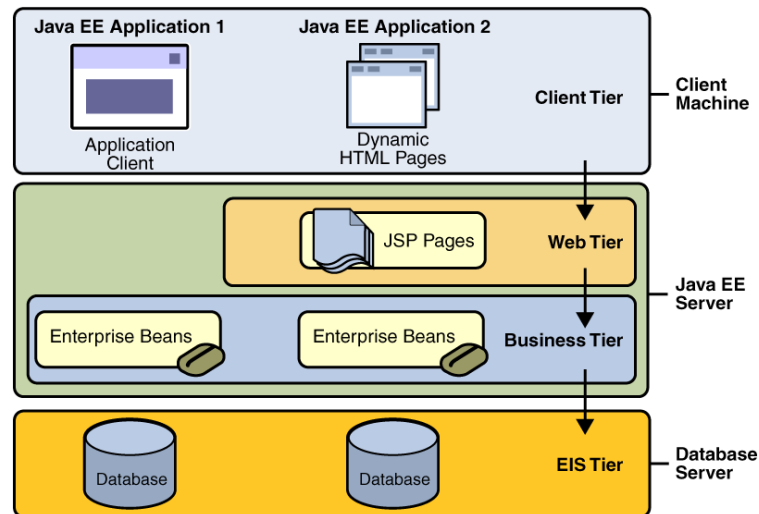 Java EE Application 1
Java EE Application 2
Client Tier
Client
Machine
Application
Client
Dynamic
HTML Pages
JSP Pages
Web Tier
Java EE
Server
Enterprise Beans
Enterprise Beans
Business Tier
Database
Database
EIS Tier
Database
Server